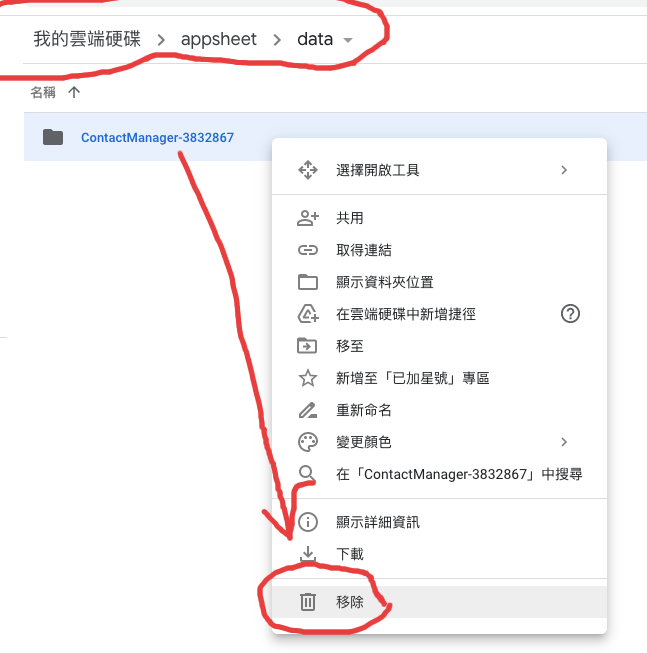 我的雲端硬碟 > appsheet > data
名稱
ContactManager-3832867
選擇開啟工具
共用
取得連結
顯示資料夾位置
在雲端硬碟中新增捷徑
移至
新增至「已加星號」專區
重新命名
變更顏色
在「ContactManager-3832867」中搜尋
顯示詳細資訊
下載
移除